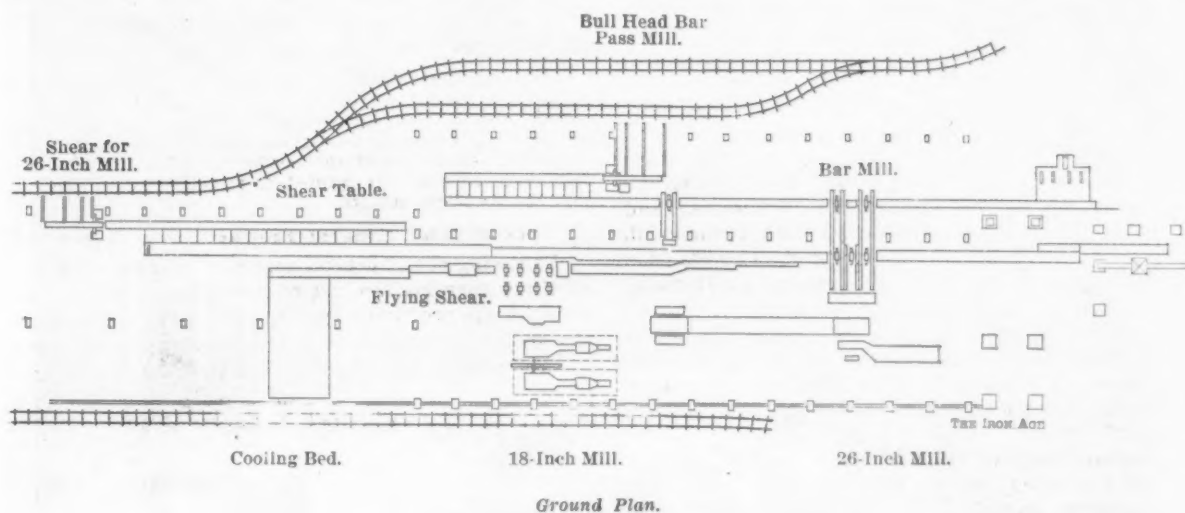 Bull Head Bar
Pass Mill.
Shear for
26-Inch Mill.
Shear Table.
Bar Mill.
Flying Shear.
THE IRON AGE
Cooling Bed.
18-Inch Mill.
26-Inch Mill.
Ground Plan.